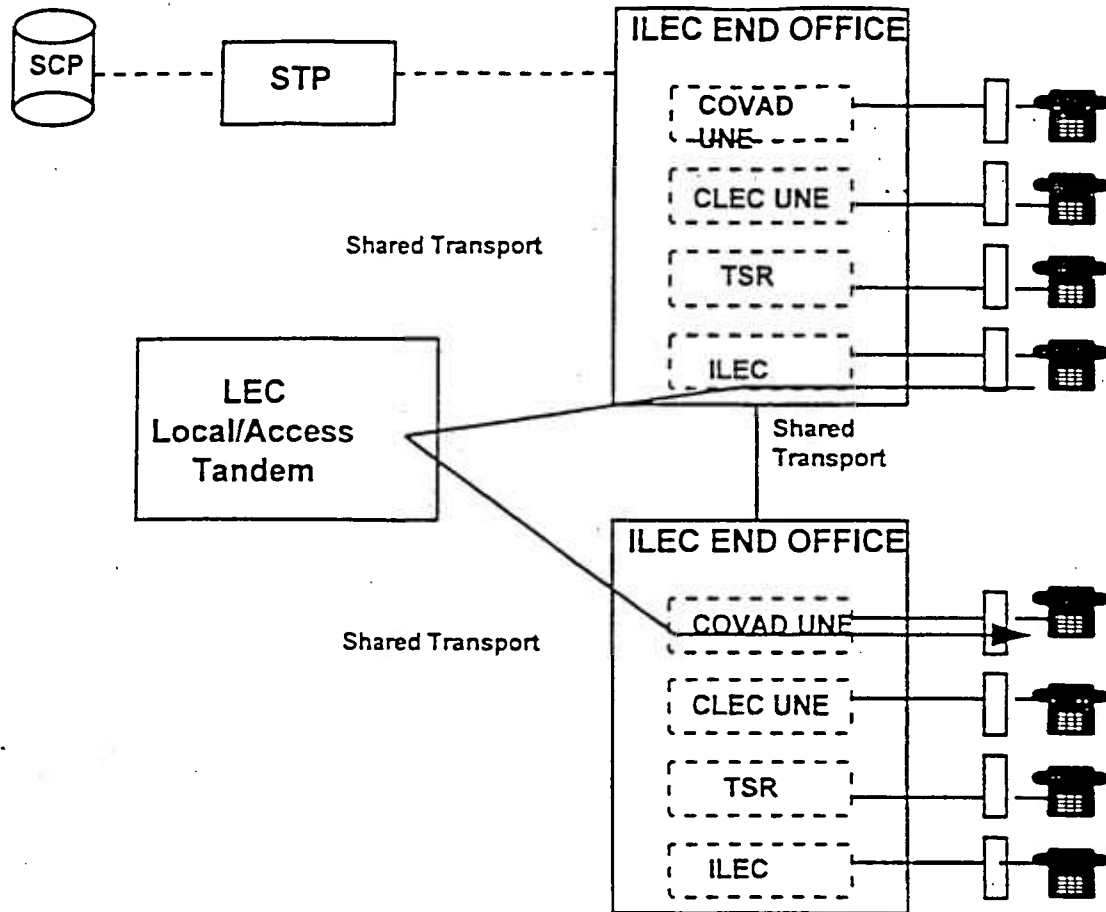 ILEC END OFFICE
SCP
STP
COVAD
UNE
CLEC UNE
Shared Transport
TSR
ILEC
LEC
Local/Access
Tandem
Shared
Transport
ILEC END OFFICE
COVAD UNE
Shared Transport
CLEC UNE
TSR
ILEC